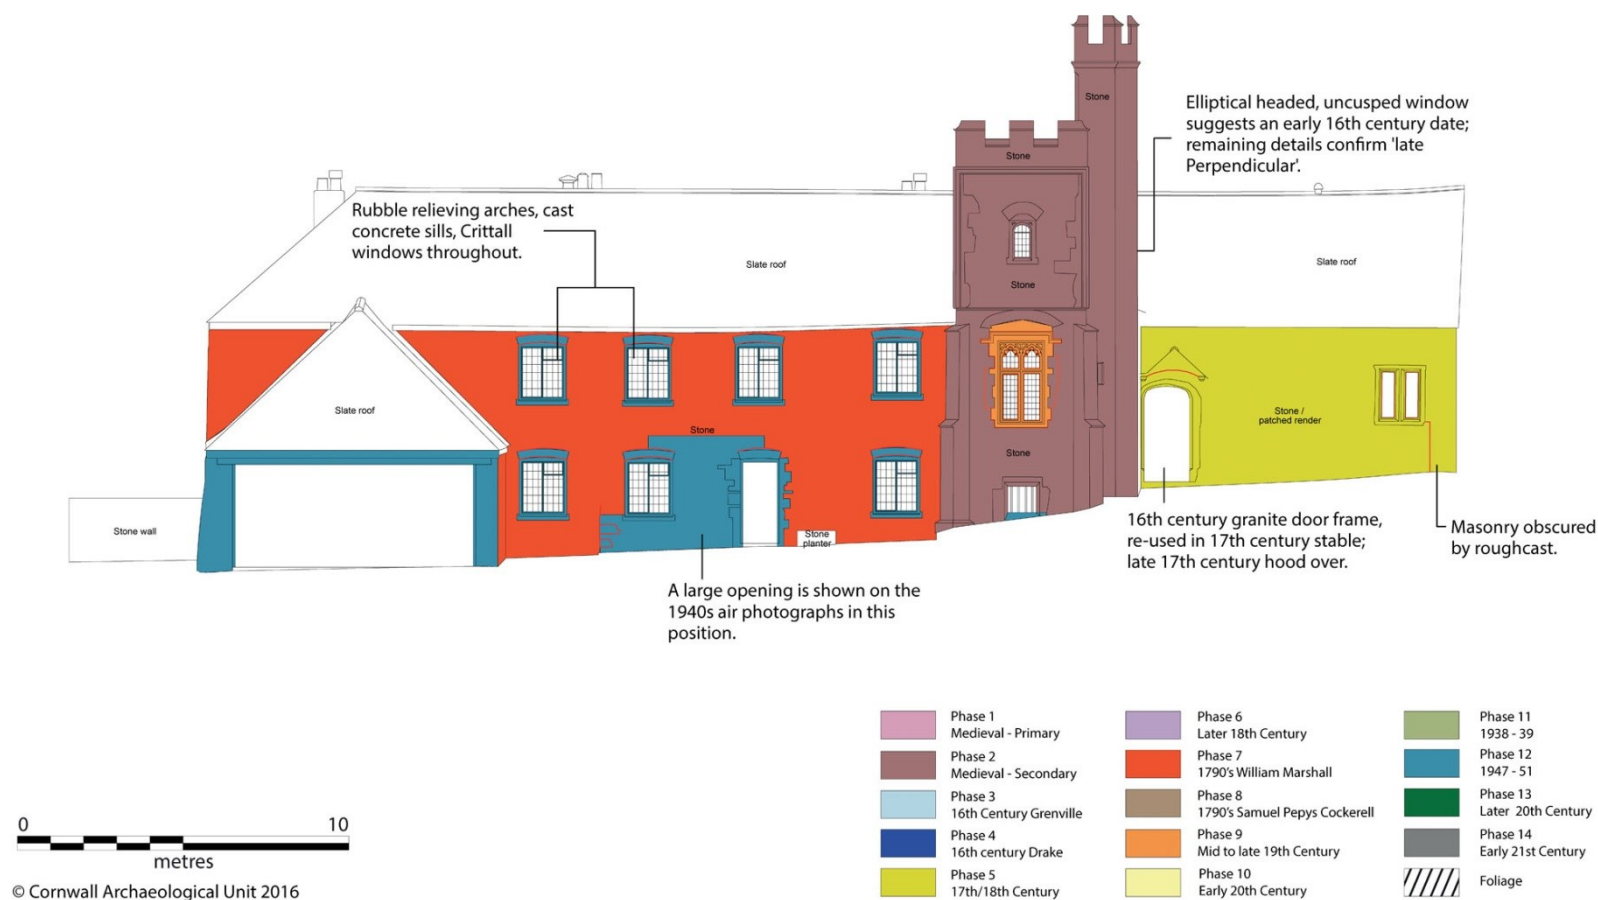 Stone
Elliptical headed, uncusped window
suggests an early 16th century date;
remaining details confirm 'late
Perpendicular'.
Stone
Rubble relieving arches, cast
concrete sills, Crittall
windows throughout.
Slate roof
Slate roof
Stone
Slate roof
Stone /
patched render
Stone
Stone
Stone wall
Stone
planter
16th century granite door frame,
re-used in 17th century stable;
late 17th century hood over.
Masonry obscured
by roughcast.
A large opening is shown on the
1940s air photographs in this
position.
Phase 1
Medieval - Primary
Phase 2
Medieval - Secondary
Phase 3
16th Century Grenville
Phase 4
16th century Drake
Phase 5
17th/18th Century
Phase 6
Later 18th Century
Phase 7
1790's William Marshall
Phase 8
1790's Samuel Pepys Cockerell
Phase 9
Mid to late 19th Century
Phase 10
Early 20th Century
Phase 11
1938 - 39
Phase 12
1947 - 51
Phase 13
Later 20th Century
Phase 14
Early 21st Century
Foliage
0 10
metres
© Cornwall Archaeological Unit 2016